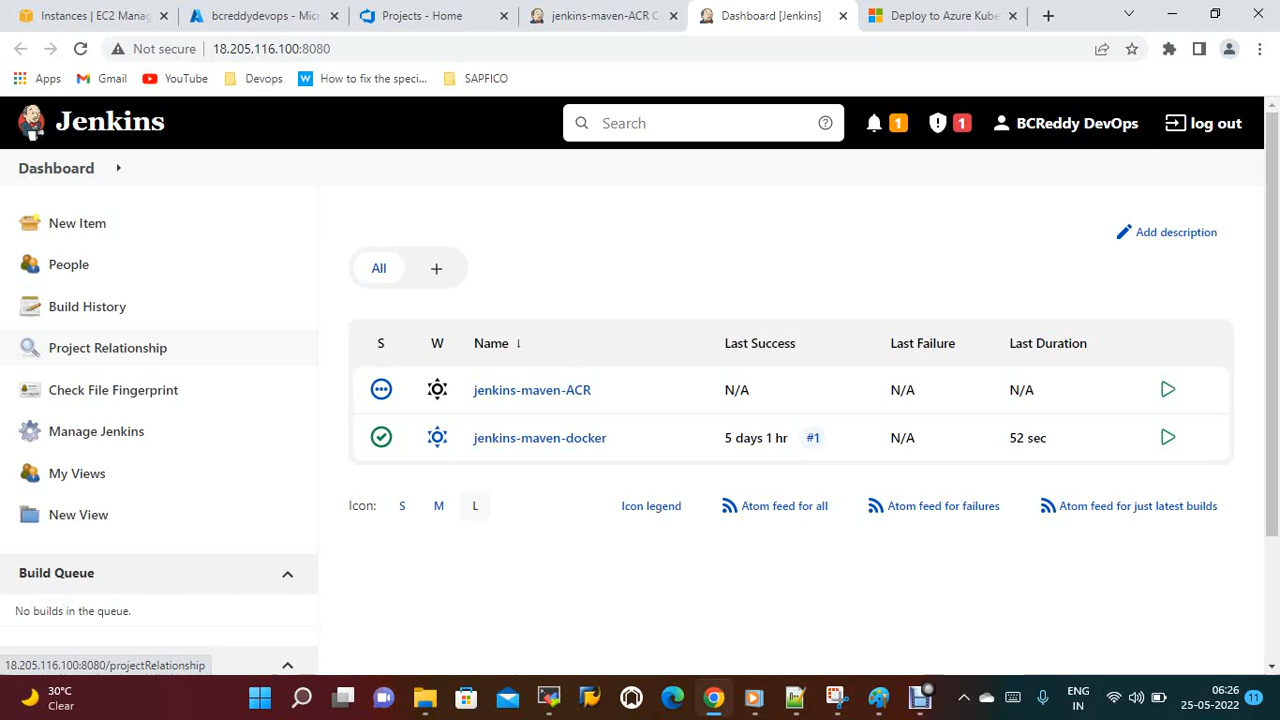 Instances | EC2 Manag
bcreddydevops - Micr
Projects - Home
jenkins-maven-ACR C
Dashboard [Jenkins]
Deploy to Azure Kube
Not secure
18.205.116.100:8080
Apps
Gmail
YouTube
Devops
W How to fix the speci...
SAPFICO
Jenkins
Search
1
1
BCReddy DevOps
log out
Dashboard
New Item
People
Build History
Project Relationship
Check File Fingerprint
Manage Jenkins
My Views
New View
Build Queue
No builds in the queue.
18.205.116.100:8080/projectRelationship
Add description
All +
S W Name ↓ Last Success Last Failure Last Duration
jenkins-maven-ACR N/A N/A N/A
jenkins-maven-docker 5 days 1 hr #1 N/A 52 sec
Icon: S M L
Icon legend
Atom feed for all
Atom feed for failures
Atom feed for just latest builds
30°C
Clear
ENG
IN
06:26
25-05-2022
11